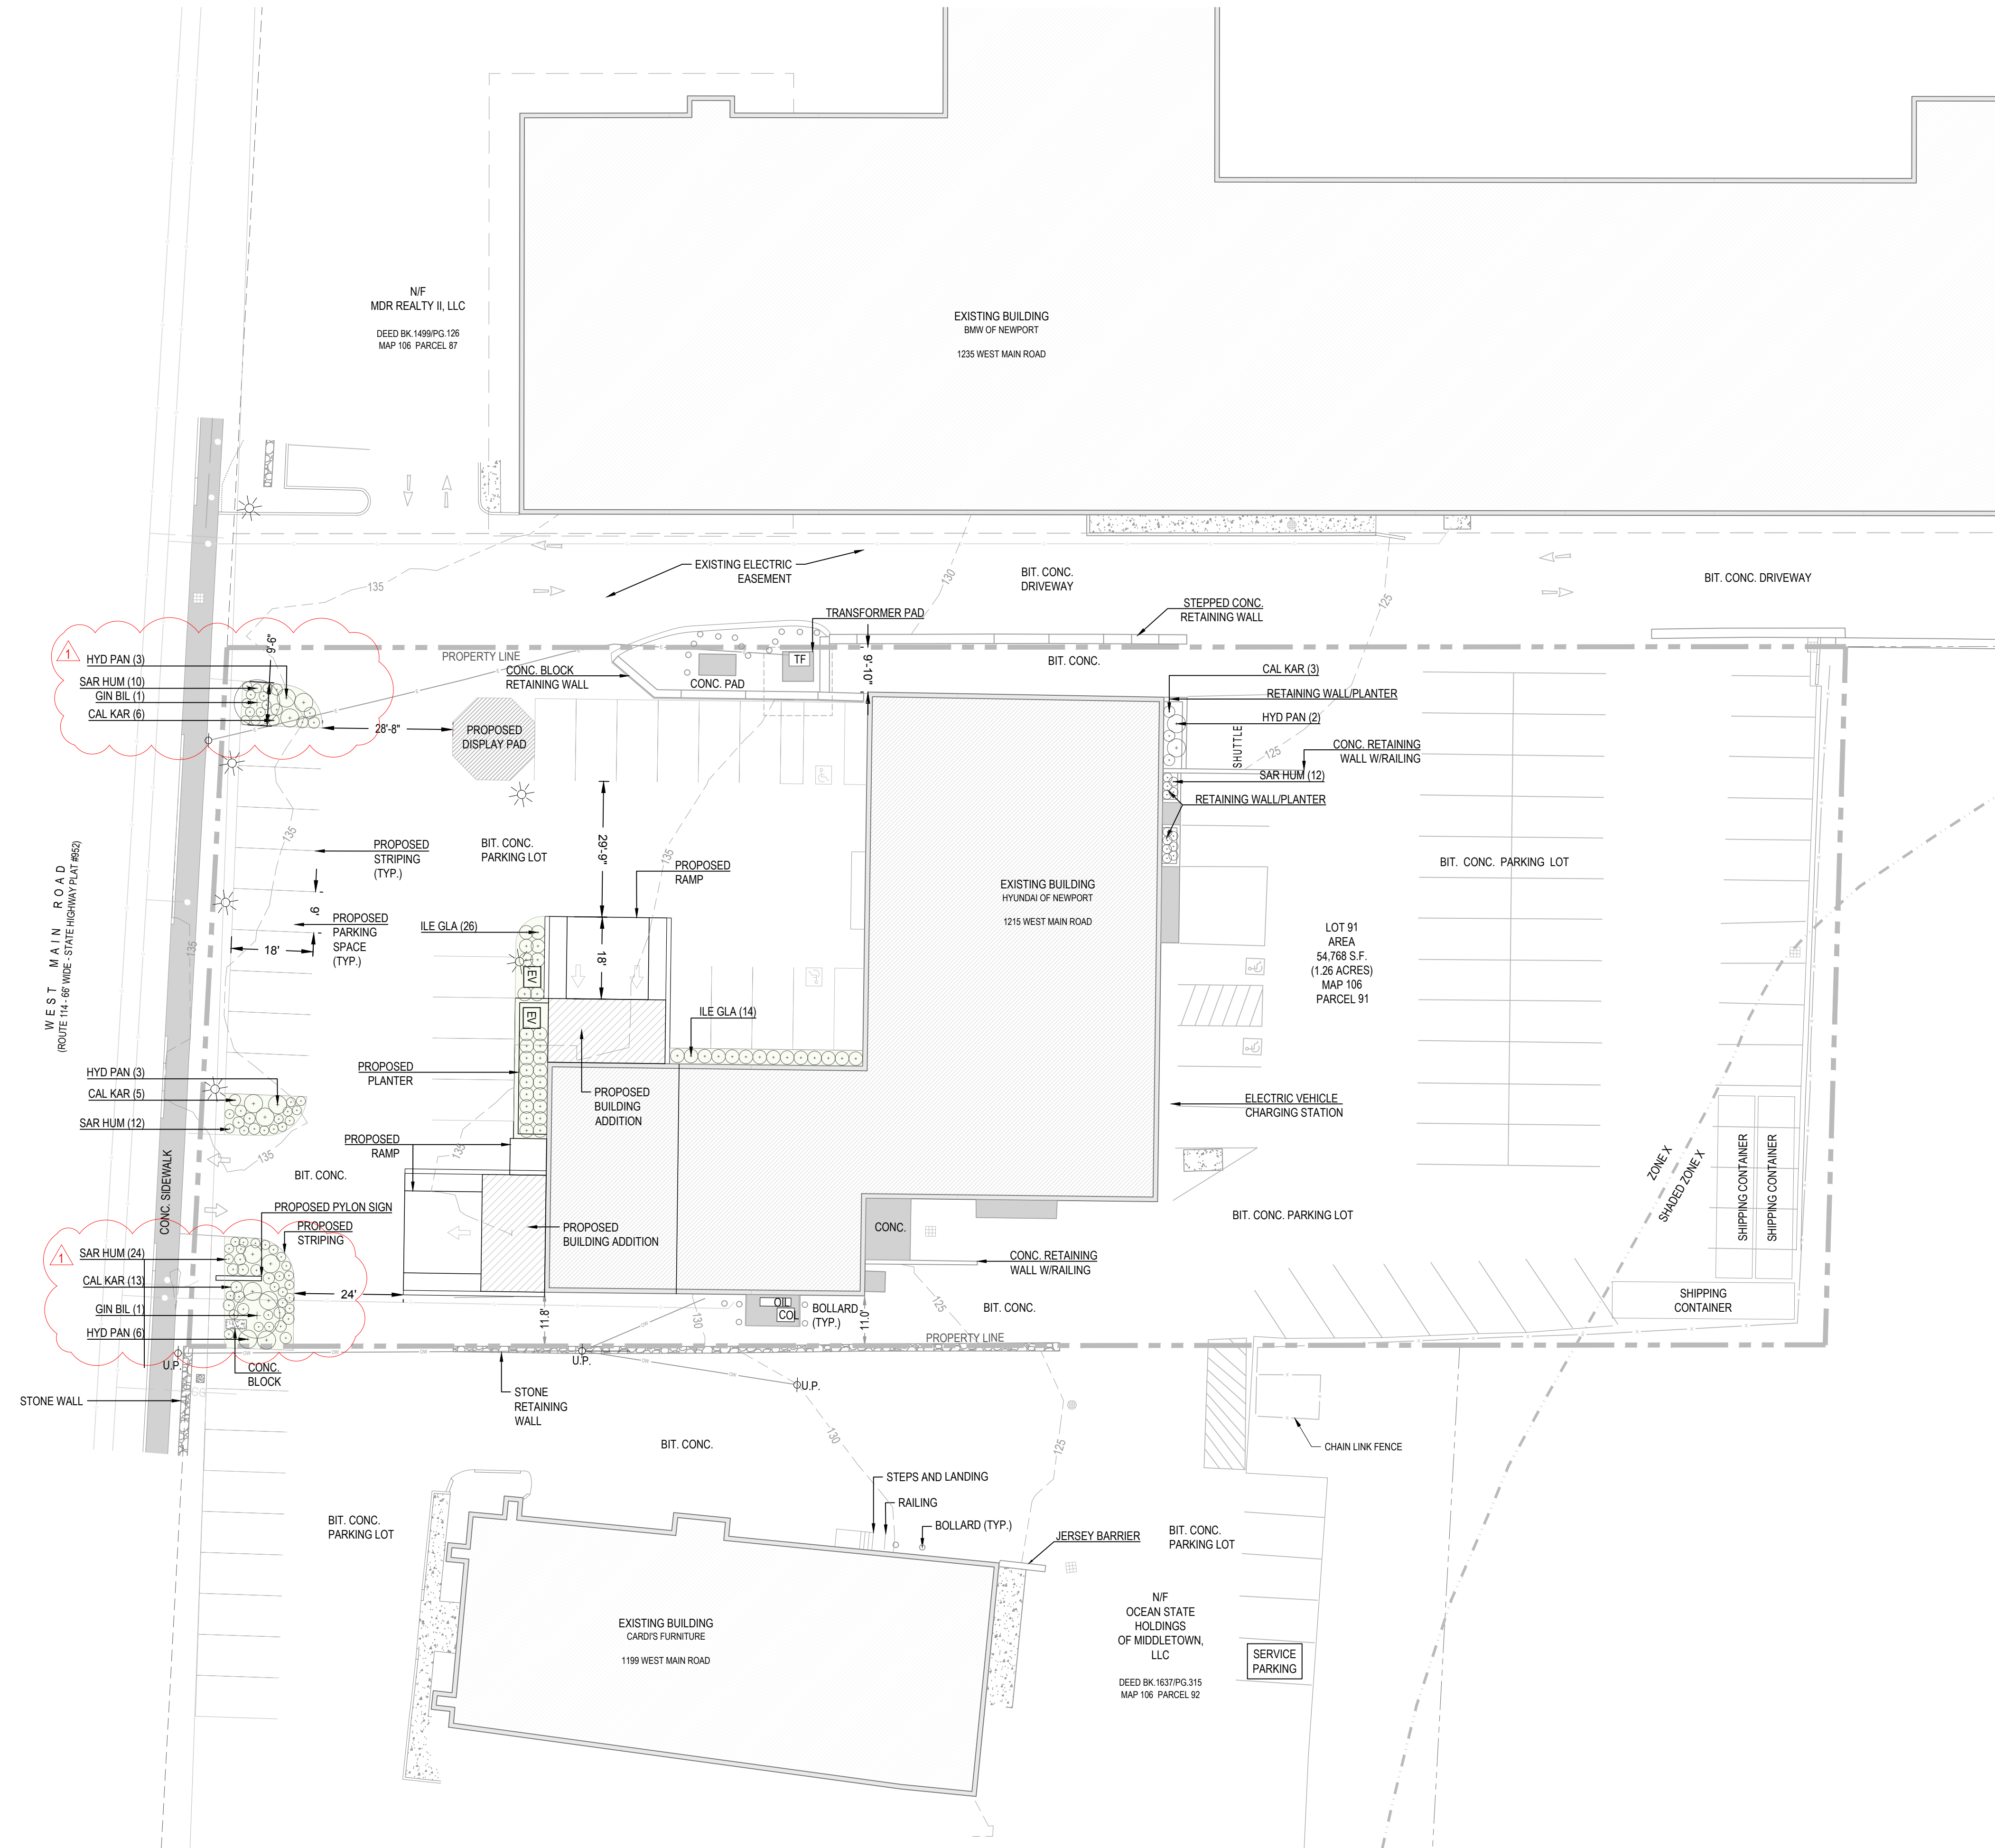 N/F
MDR REALTY II, LLC
DEED BK.1499/PG.126
MAP 106 PARCEL 87
EXISTING BUILDING
BMW OF NEWPORT
1235 WEST MAIN ROAD
EXISTING ELECTRIC
EASEMENT
BIT. CONC.
DRIVEWAY
BIT. CONC. DRIVEWAY
135
130
125
TRANSFORMER PAD
STEPPED CONC.
RETAINING WALL
1
HYD PAN (3)
SAR HUM (10)
GIN BIL (1)
CAL KAR (6)
9'-6"
28'-8"
PROPERTY LINE
CONC. BLOCK
RETAINING WALL
CONC. PAD
TF
9'-10"
BIT. CONC.
PROPOSED
DISPLAY PAD
CAL KAR (3)
RETAINING WALL/PLANTER
HYD PAN (2)
SHUTTLE
125
CONC. RETAINING
WALL W/RAILING
SAR HUM (12)
RETAINING WALL/PLANTER
WEST MAIN ROAD
(ROUTE 114 - 66' WIDE - STATE HIGHWAY PLAT #952)
135
135
135
PROPOSED
STRIPING
(TYP.)
BIT. CONC.
PARKING LOT
29'-9"
PROPOSED
RAMP
9'
PROPOSED
PARKING
SPACE
(TYP.)
18'
ILE GLA (26)
18'
EV
EV
ILE GLA (14)
EXISTING BUILDING
HYUNDAI OF NEWPORT
1215 WEST MAIN ROAD
BIT. CONC. PARKING LOT
LOT 91
AREA
54,768 S.F.
(1.26 ACRES)
MAP 106
PARCEL 91
HYD PAN (3)
CAL KAR (5)
SAR HUM (12)
PROPOSED
PLANTER
PROPOSED
BUILDING
ADDITION
ELECTRIC VEHICLE
CHARGING STATION
PROPOSED
RAMP
135
135
BIT. CONC.
CONC. SIDEWALK
PROPOSED PYLON SIGN
PROPOSED
STRIPING
PROPOSED
BUILDING ADDITION
CONC.
BIT. CONC. PARKING LOT
ZONE X
SHADED ZONE X
SHIPPING CONTAINER
SHIPPING CONTAINER
1
SAR HUM (24)
CAL KAR (13)
GIN BIL (1)
HYD PAN (6)
24'
CONC. RETAINING
WALL W/RAILING
11.8'
130
OIL
COL
BOLLARD
(TYP.)
11.0'
125
BIT. CONC.
SHIPPING
CONTAINER
PROPERTY LINE
U.P.
CONC.
BLOCK
U.P.
STONE WALL
STONE
RETAINING
WALL
U.P.
130
125
BIT. CONC.
CHAIN LINK FENCE
STEPS AND LANDING
RAILING
BOLLARD (TYP.)
JERSEY BARRIER
BIT. CONC.
PARKING LOT
BIT. CONC.
PARKING LOT
EXISTING BUILDING
CARDI'S FURNITURE
1199 WEST MAIN ROAD
N/F
OCEAN STATE
HOLDINGS
OF MIDDLETOWN,
LLC
DEED BK.1637/PG.315
MAP 106 PARCEL 92
SERVICE
PARKING